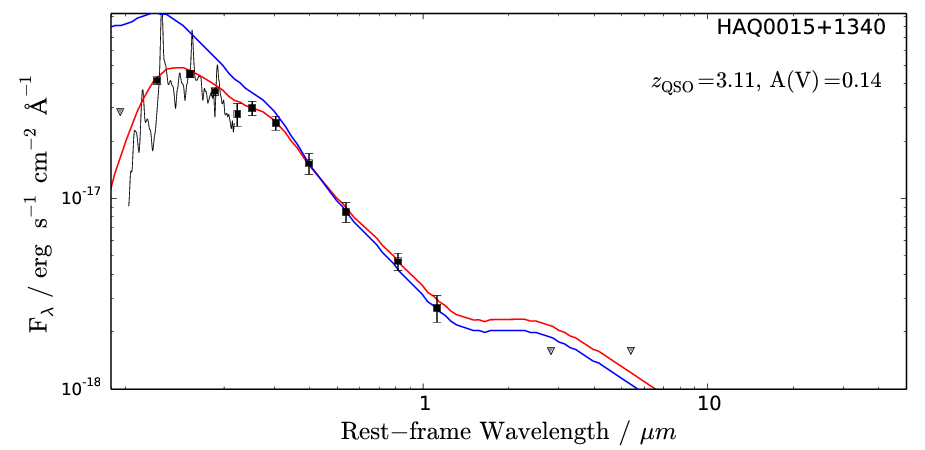 HAQ0015+1340
z_QSO=3.11, A(V)=0.14
F_λ / erg s⁻¹ cm⁻² Å⁻¹
10⁻¹⁷
10⁻¹⁸
1 10
Rest−frame Wavelength / μm